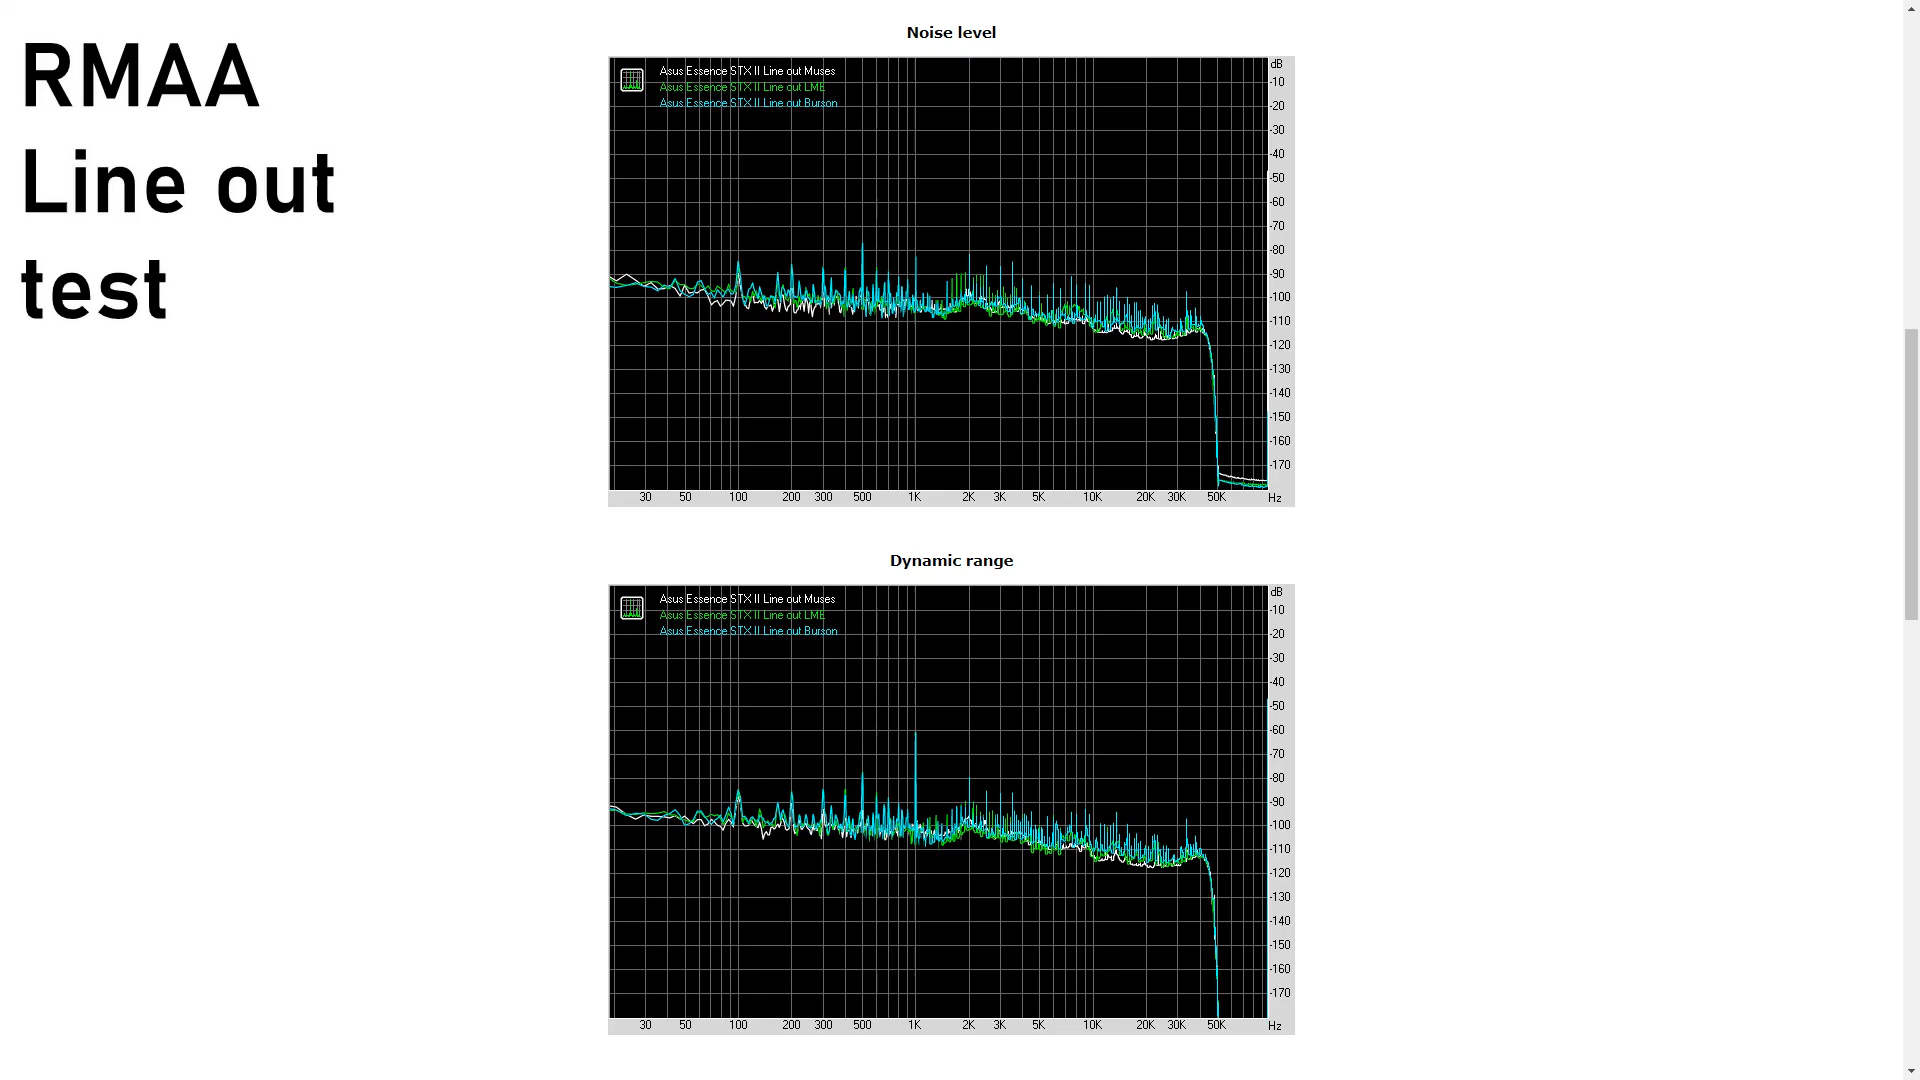 RMAA
Line out
test
Noise level
Asus Essence STX II Line out Muses
Asus Essence STX II Line out LME
Asus Essence STX II Line out Burson
dB
-10
-20
-30
-40
-50
-60
-70
-80
-90
-100
-110
-120
-130
-140
-150
-160
-170
30 50 100 200 300 500 1K 2K 3K 5K 10K 20K 30K 50K Hz
Dynamic range
Asus Essence STX II Line out Muses
Asus Essence STX II Line out LME
Asus Essence STX II Line out Burson
dB
-10
-20
-30
-40
-50
-60
-70
-80
-90
-100
-110
-120
-130
-140
-150
-160
-170
30 50 100 200 300 500 1K 2K 3K 5K 10K 20K 30K 50K Hz